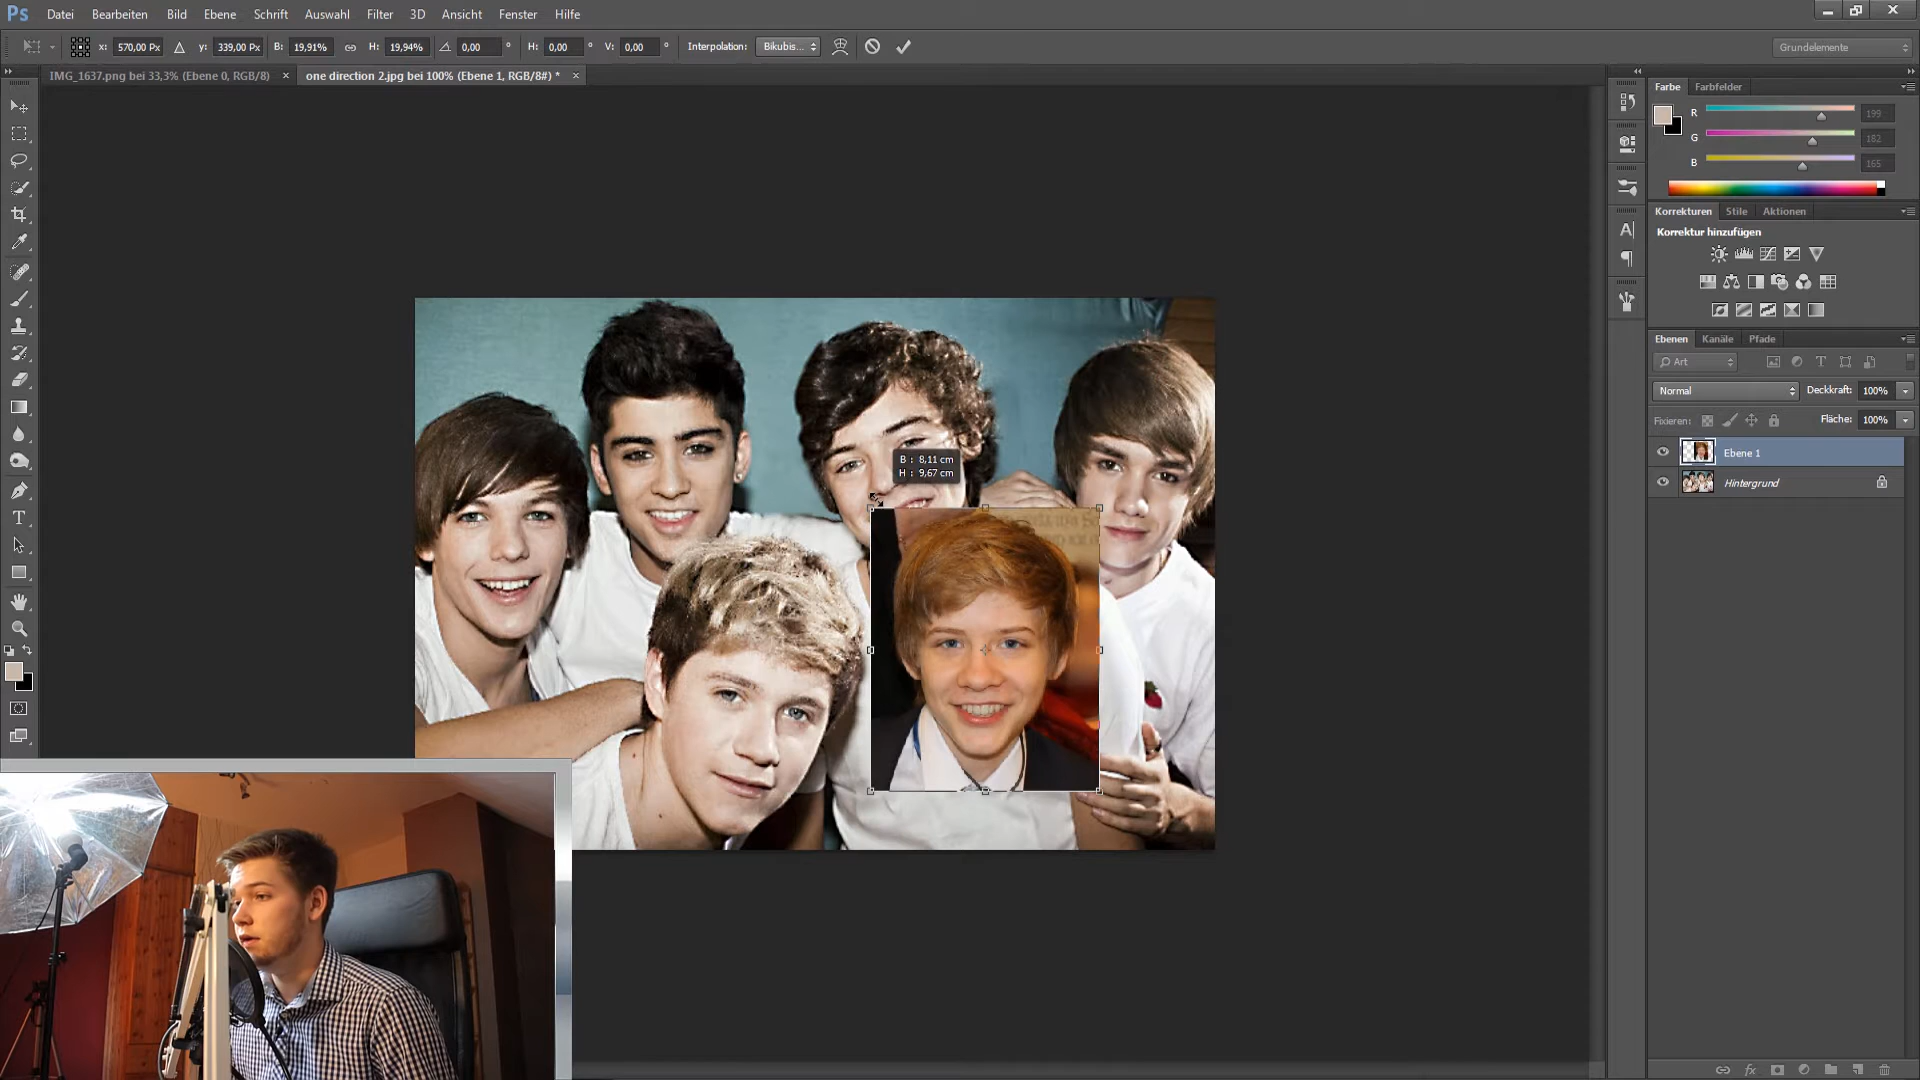 Ps Datei Bearbeiten Bild Ebene Schrift Auswahl Filter 3D Ansicht Fenster Hilfe
x: 570,00 Px y: 339,00 Px B: 19,91% H: 19,94% 0,00 ° H: 0,00 ° V: 0,00 ° Interpolation: Bikubis... Grundelemente
IMG_1637.png bei 33,3% (Ebene 0, RGB/8) × one direction 2.jpg bei 100% (Ebene 1, RGB/8#) * ×
Farbe Farbfelder
R 199
G 182
B 165
Korrekturen Stile Aktionen
Korrektur hinzufügen
Ebenen Kanäle Pfade
Art
Normal Deckkraft: 100%
Fixieren: Fläche: 100%
Ebene 1
Hintergrund
B : 8,11 cm
H : 9,67 cm